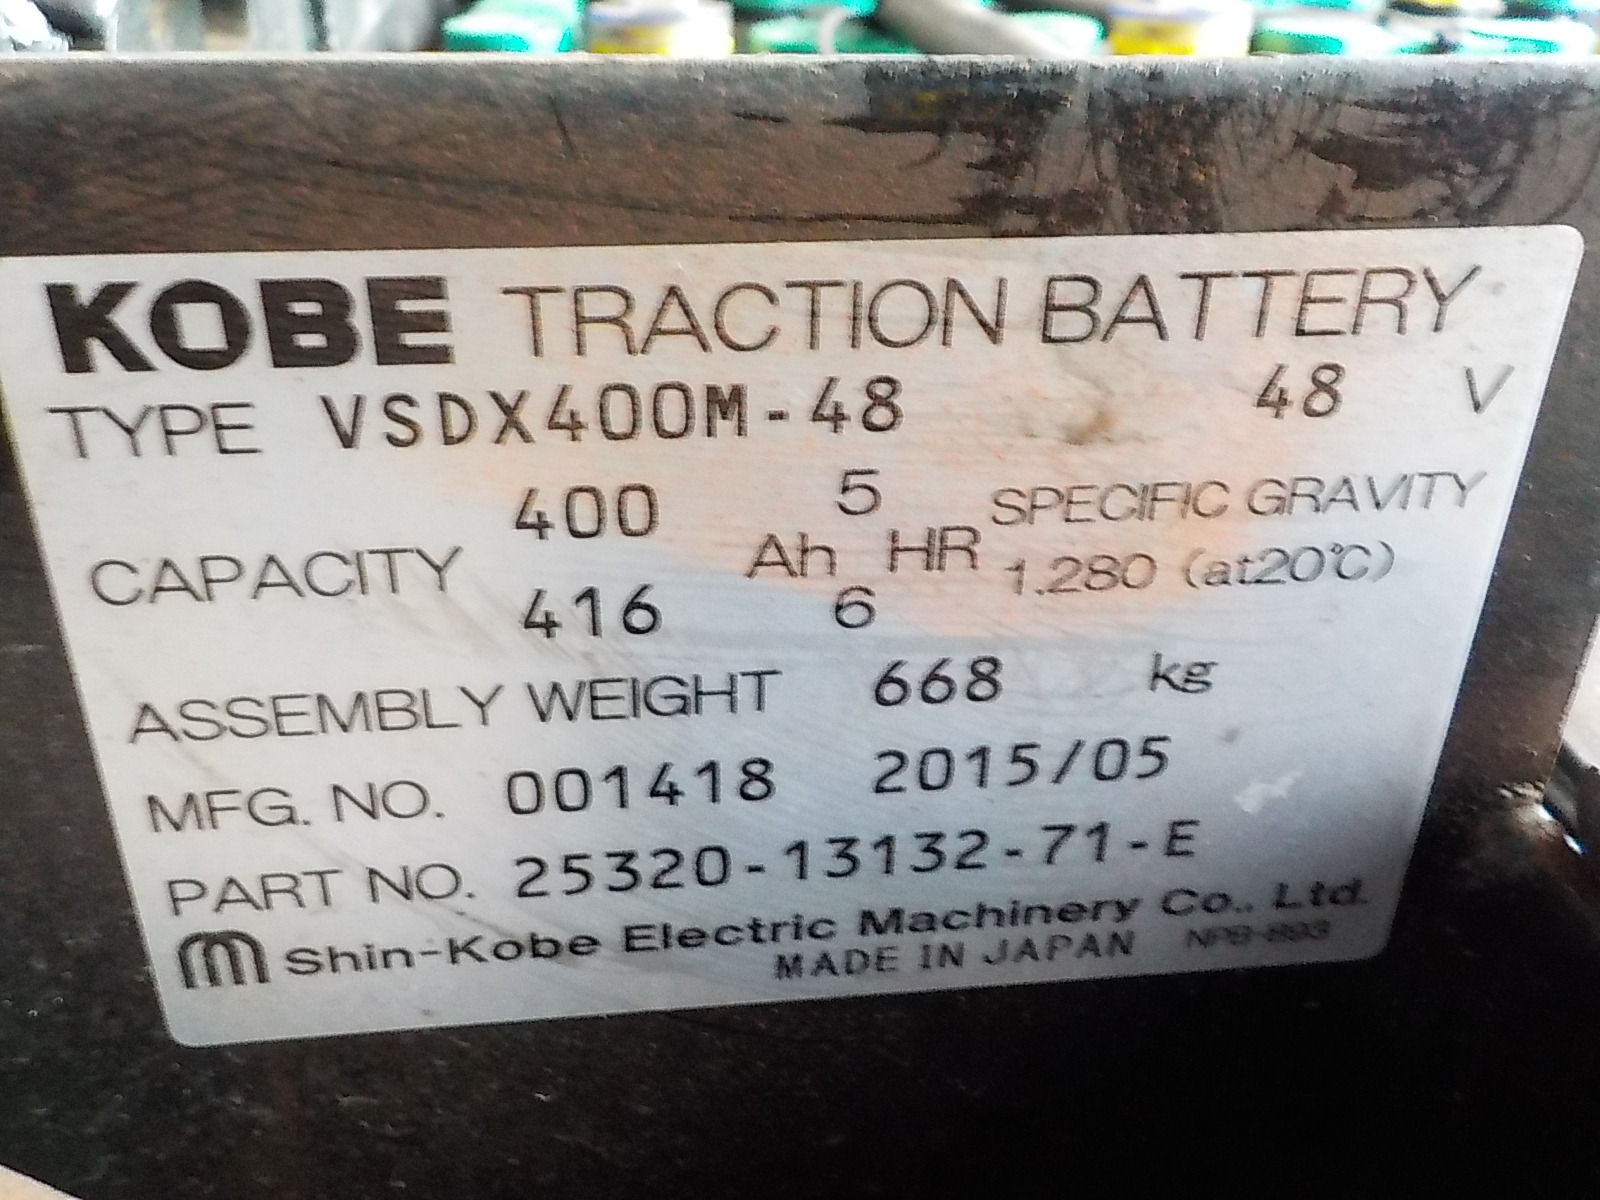 KOBE TRACTION BATTERY
TYPE VSDX400M-48 48 V
400 5 SPECIFIC GRAVITY
CAPACITY Ah HR 1.280 (at20°C)
416 6
ASSEMBLY WEIGHT 668 kg
MFG. NO. 001418 2015/05
PART NO. 25320-13132-71-E
Shin-Kobe Electric Machinery Co., Ltd.
MADE IN JAPAN